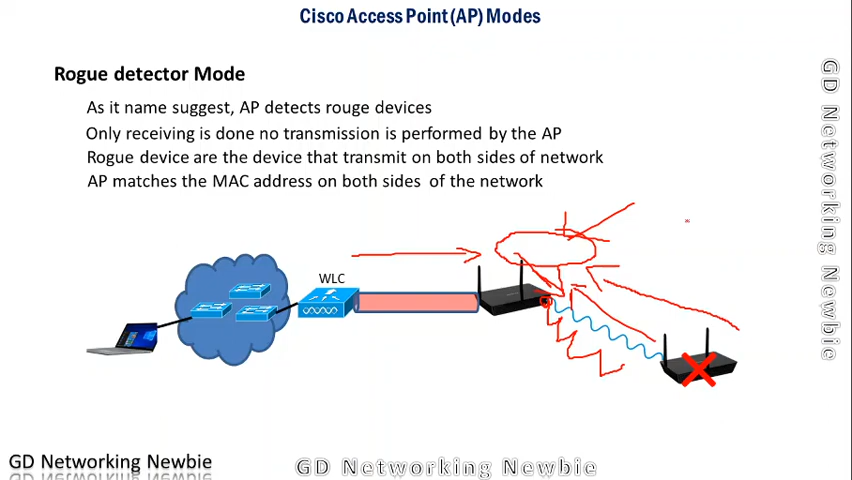 Cisco Access Point (AP) Modes
Rogue detector Mode
As it name suggest, AP detects rouge devices
Only receiving is done no transmission is performed by the AP
Rogue device are the device that transmit on both sides of network
AP matches the MAC address on both sides of the network
WLC
GD Networking Newbie
GD Networking Newbie
GD Networking Newbie